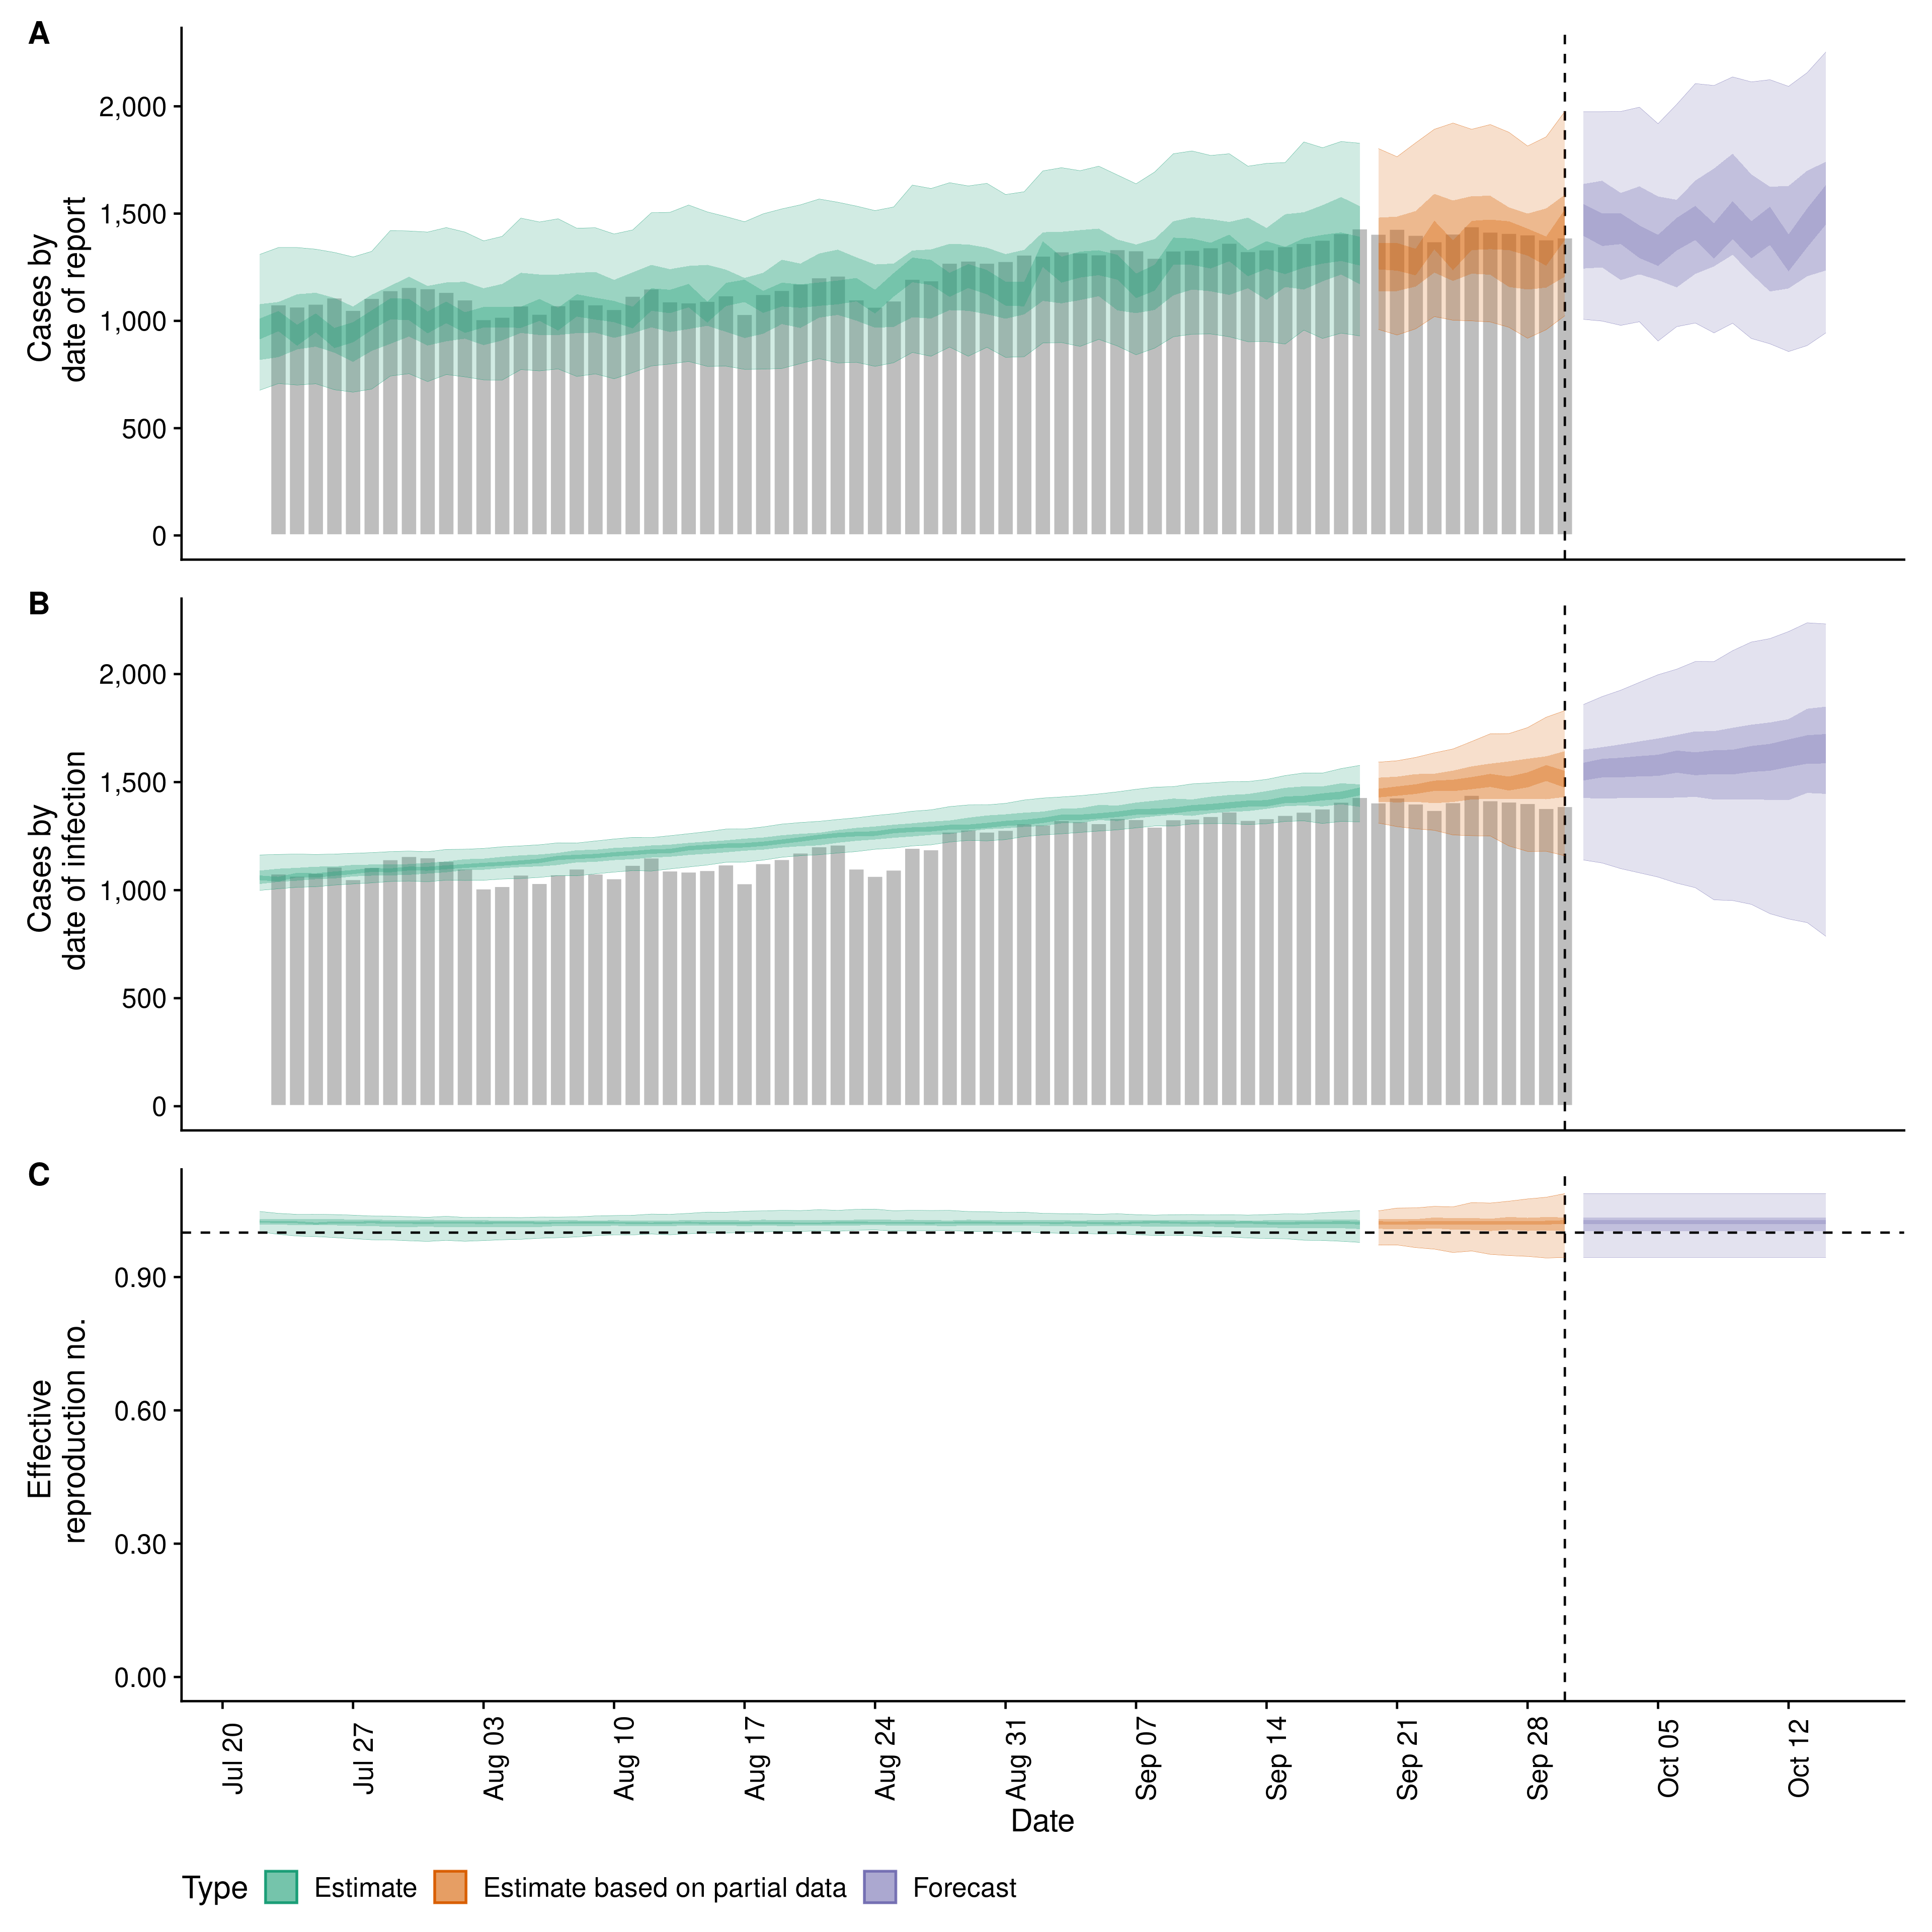 A
Cases by
date of report
2,000
1,500
1,000
500
0
B
Cases by
date of infection
2,000
1,500
1,000
500
0
C
Effective
reproduction no.
0.90
0.60
0.30
0.00
Jul 20
Jul 27
Aug 03
Aug 10
Aug 17
Aug 24
Aug 31
Sep 07
Sep 14
Sep 21
Sep 28
Oct 05
Oct 12
Date
Type Estimate Estimate based on partial data Forecast